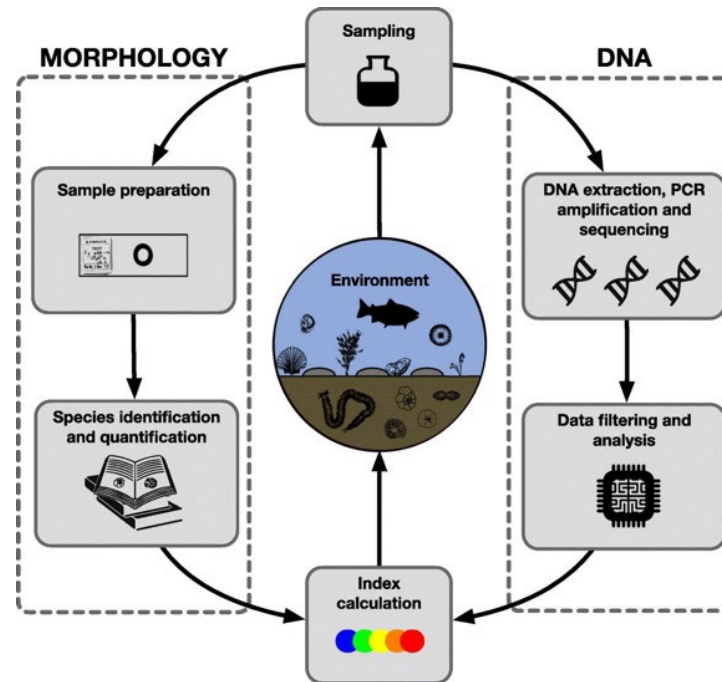 Sampling
MORPHOLOGY
DNA
Sample preparation
DNA extraction, PCR
amplification and
sequencing
Environment
Species identification
and quantification
Data filtering and
analysis
Index
calculation